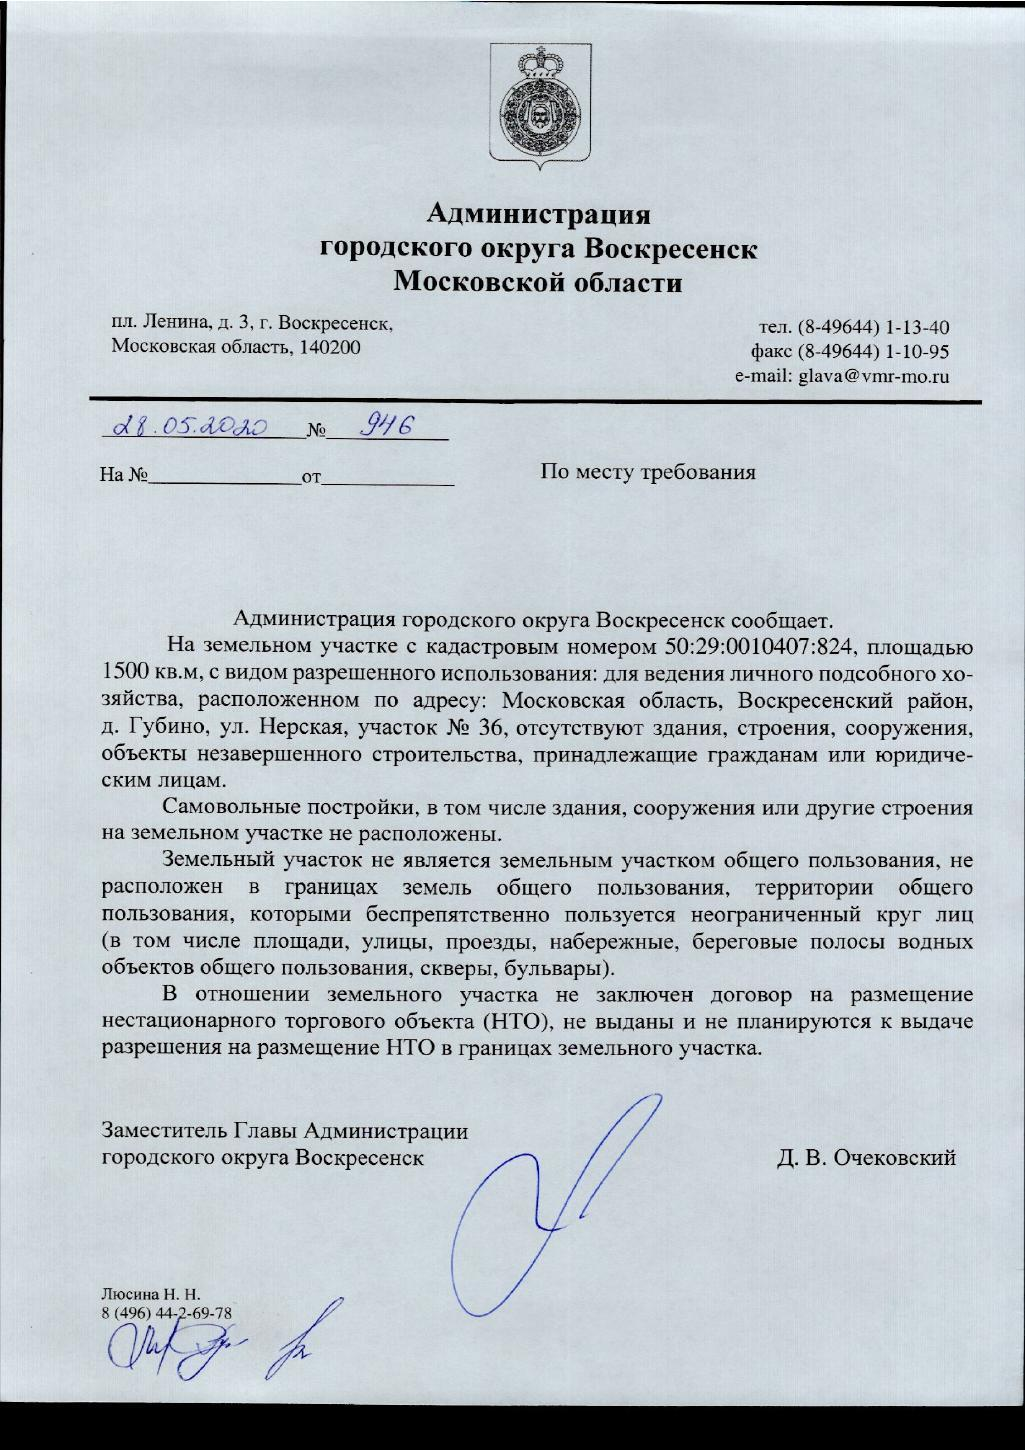 Администрация
городского округа Воскресенск
Московской области
пл. Ленина, д. 3, г. Воскресенск,
Московская область, 140200
тел. (8-49644) 1-13-40
факс (8-49644) 1-10-95
e-mail: glava@vmr-mo.ru
28.05.2020 № 946
На №______________от____________
По месту требования
Администрация городского округа Воскресенск сообщает.
На земельном участке с кадастровым номером 50:29:0010407:824, площадью
1500 кв.м, с видом разрешенного использования: для ведения личного подсобного хо-
зяйства, расположенном по адресу: Московская область, Воскресенский район,
д. Губино, ул. Нерская, участок № 36, отсутствуют здания, строения, сооружения,
объекты незавершенного строительства, принадлежащие гражданам или юридиче-
ским лицам.
Самовольные постройки, в том числе здания, сооружения или другие строения
на земельном участке не расположены.
Земельный участок не является земельным участком общего пользования, не
расположен в границах земель общего пользования, территории общего
пользования, которыми беспрепятственно пользуется неограниченный круг лиц
(в том числе площади, улицы, проезды, набережные, береговые полосы водных
объектов общего пользования, скверы, бульвары).
В отношении земельного участка не заключен договор на размещение
нестационарного торгового объекта (НТО), не выданы и не планируются к выдаче
разрешения на размещение НТО в границах земельного участка.
Заместитель Главы Администрации
городского округа Воскресенск
Д. В. Очековский
Люсина Н. Н.
8 (496) 44-2-69-78